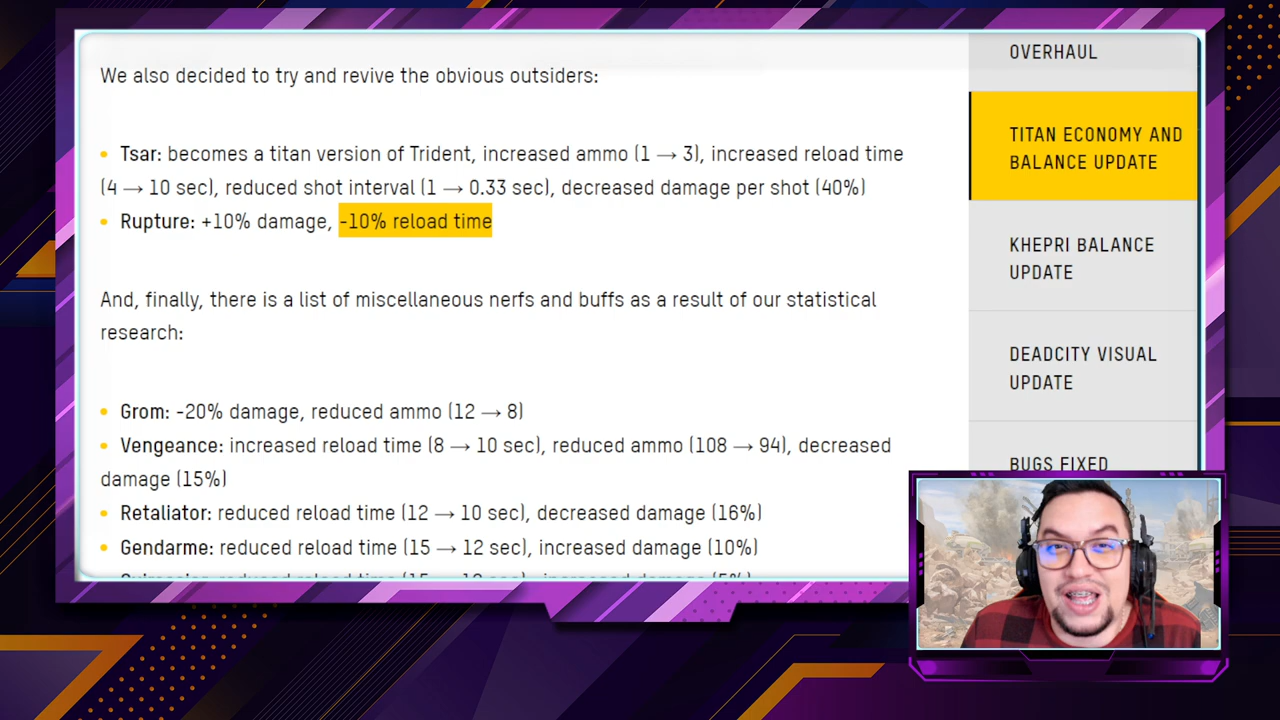 We also decided to try and revive the obvious outsiders:
• Tsar: becomes a titan version of Trident, increased ammo (1 → 3), increased reload time
(4 → 10 sec), reduced shot interval (1 → 0.33 sec), decreased damage per shot (40%)
• Rupture: +10% damage, -10% reload time
And, finally, there is a list of miscellaneous nerfs and buffs as a result of our statistical
research:
• Grom: -20% damage, reduced ammo (12 → 8)
• Vengeance: increased reload time (8 → 10 sec), reduced ammo (108 → 94), decreased
damage (15%)
• Retaliator: reduced reload time (12 → 10 sec), decreased damage (16%)
• Gendarme: reduced reload time (15 → 12 sec), increased damage (10%)
OVERHAUL
TITAN ECONOMY AND
BALANCE UPDATE
KHEPRI BALANCE
UPDATE
DEADCITY VISUAL
UPDATE
BUGS FIXED